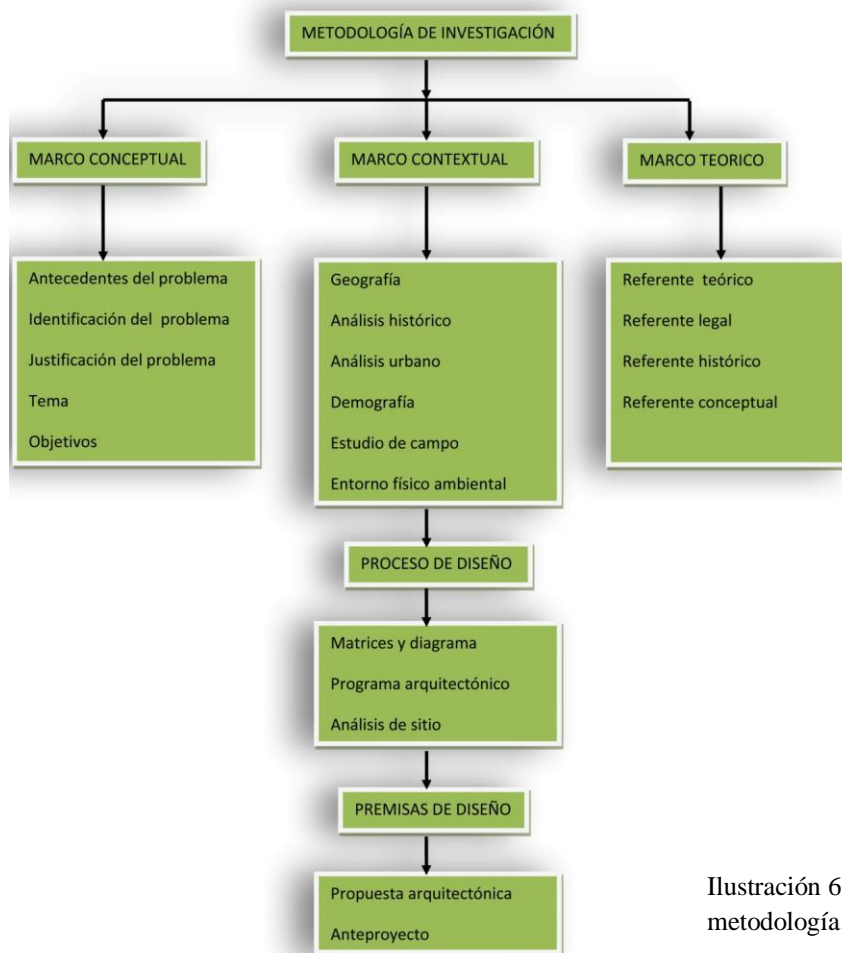 METODOLOGÍA DE INVESTIGACIÓN
MARCO CONCEPTUAL
MARCO CONTEXTUAL
MARCO TEORICO
Antecedentes del problema
Identificación del problema
Justificación del problema
Tema
Objetivos
Geografía
Análisis histórico
Análisis urbano
Demografía
Estudio de campo
Entorno físico ambiental
Referente teórico
Referente legal
Referente histórico
Referente conceptual
PROCESO DE DISEÑO
Matrices y diagrama
Programa arquitectónico
Análisis de sitio
PREMISAS DE DISEÑO
Propuesta arquitectónica
Anteproyecto
Ilustración 6
metodología.